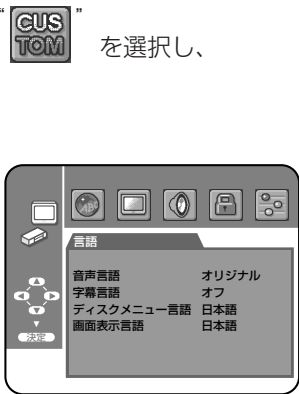 “CUS
TOM” を選択し、
ABC
言語
音声言語 オリジナル
字幕言語 オフ
ディスクメニュー言語 日本語
画面表示言語 日本語
決定